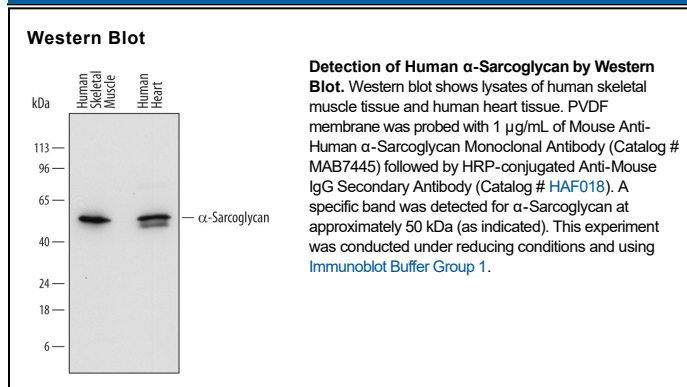 Western Blot
kDa
Human
Skeletal
Muscle
Human
Heart
113
96
65
40
24
18
6
α-Sarcoglycan
Detection of Human α-Sarcoglycan by Western
Blot. Western blot shows lysates of human skeletal
muscle tissue and human heart tissue. PVDF
membrane was probed with 1 µg/mL of Mouse Anti-
Human α-Sarcoglycan Monoclonal Antibody (Catalog #
MAB7445) followed by HRP-conjugated Anti-Mouse
IgG Secondary Antibody (Catalog # HAF018). A
specific band was detected for α-Sarcoglycan at
approximately 50 kDa (as indicated). This experiment
was conducted under reducing conditions and using
Immunoblot Buffer Group 1.